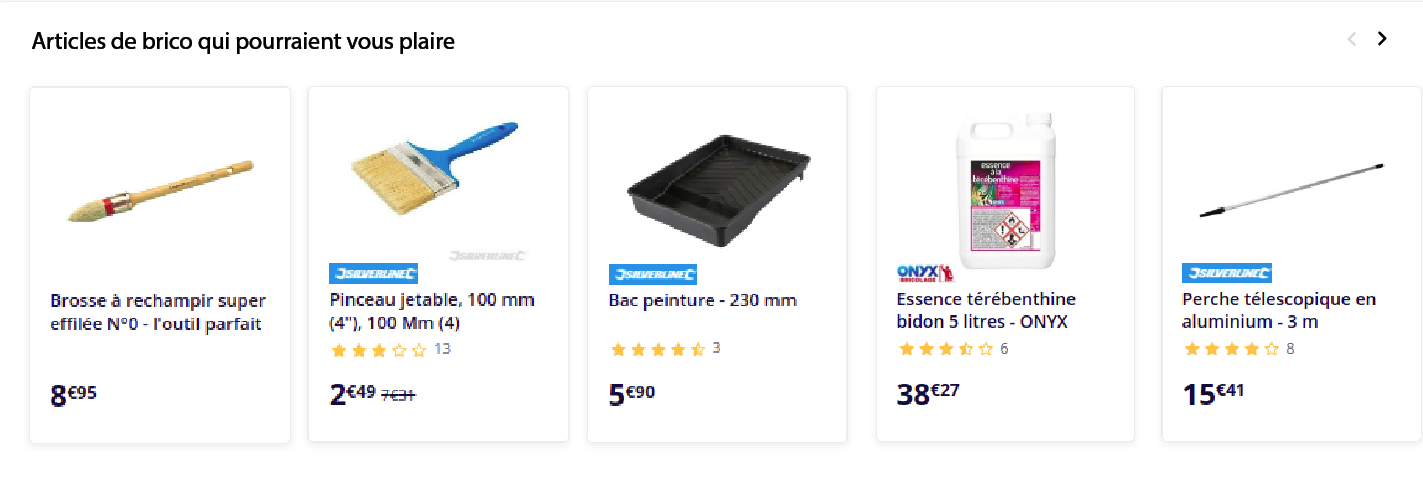 Articles de brico qui pourraient vous plaire
Brosse à rechampir super
effilée N°0 - l'outil parfait
8€95
SILVERLINE
SILVERLINE
Pinceau jetable, 100 mm
(4"), 100 Mm (4)
13
2€49 7€31
SILVERLINE
Bac peinture - 230 mm
3
5€90
essence
à la
térébenthine
ONYX
BRICOLAGE
Essence térébenthine
bidon 5 litres - ONYX
6
38€27
SILVERLINE
Perche télescopique en
aluminium - 3 m
8
15€41